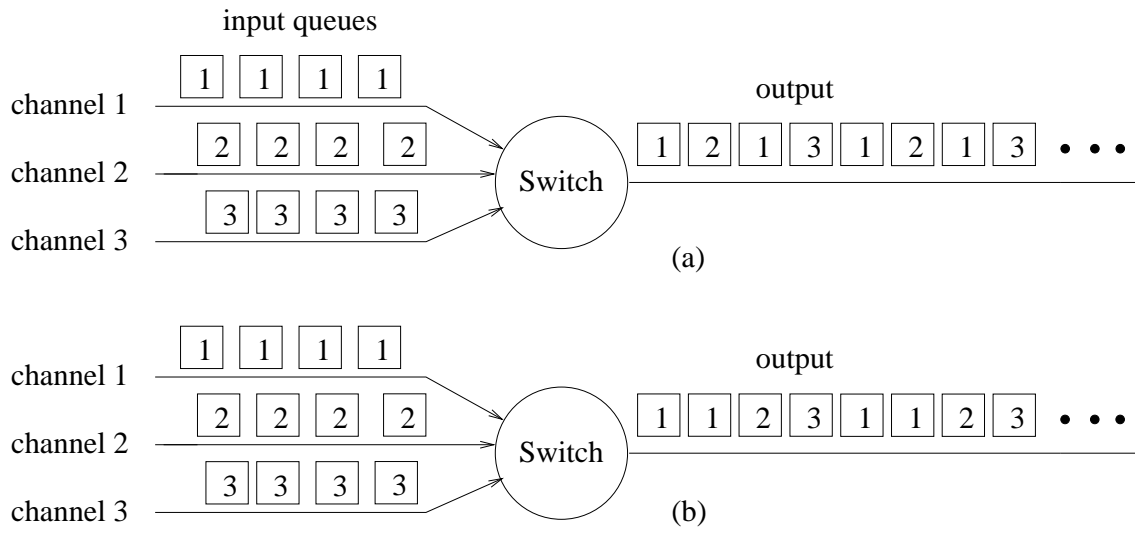 input queues
1 1 1 1
channel 1
output
2 2 2 2
1 2 1 3 1 2 1 3 • • •
channel 2
Switch
3 3 3 3
channel 3
(a)
1 1 1 1
channel 1
output
2 2 2 2
1 1 2 3 1 1 2 3 • • •
channel 2
Switch
3 3 3 3
channel 3
(b)